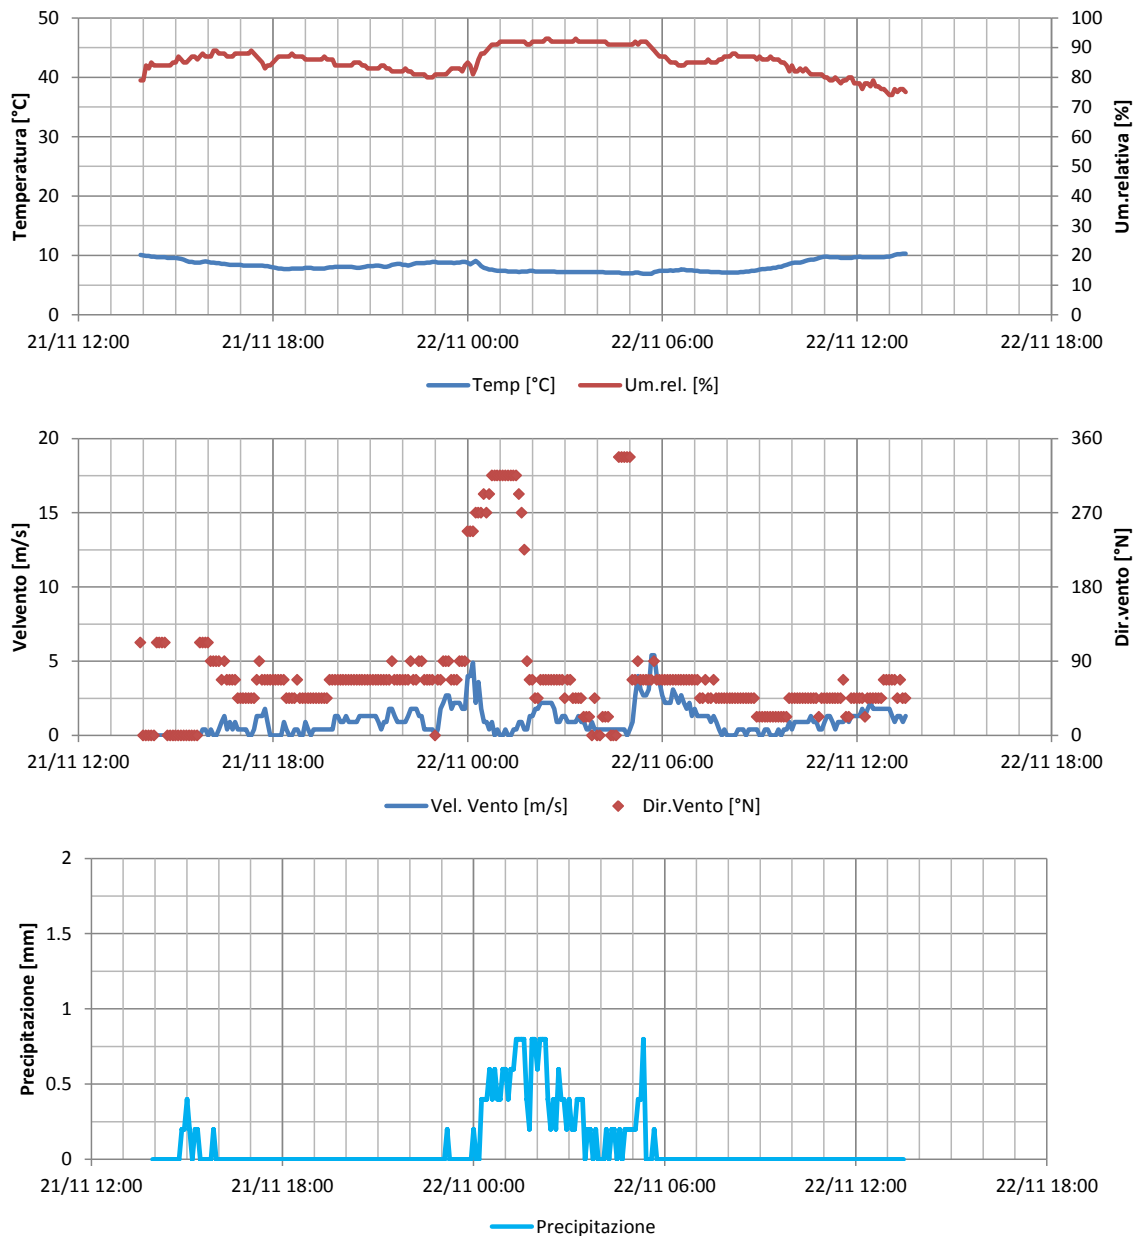 50
40
30
20
10
0
Temperatura [°C]
100
90
80
70
60
50
40
30
20
10
0
Um.relativa [%]
21/11 12:00 21/11 18:00 22/11 00:00 22/11 06:00 22/11 12:00 22/11 18:00
Temp [°C] Um.rel. [%]
20
15
10
5
0
Velvento [m/s]
360
270
180
90
0
Dir.vento [°N]
21/11 12:00 21/11 18:00 22/11 00:00 22/11 06:00 22/11 12:00 22/11 18:00
Vel. Vento [m/s] Dir.Vento [°N]
2
1.5
1
0.5
0
Precipitazione [mm]
21/11 12:00 21/11 18:00 22/11 00:00 22/11 06:00 22/11 12:00 22/11 18:00
Precipitazione